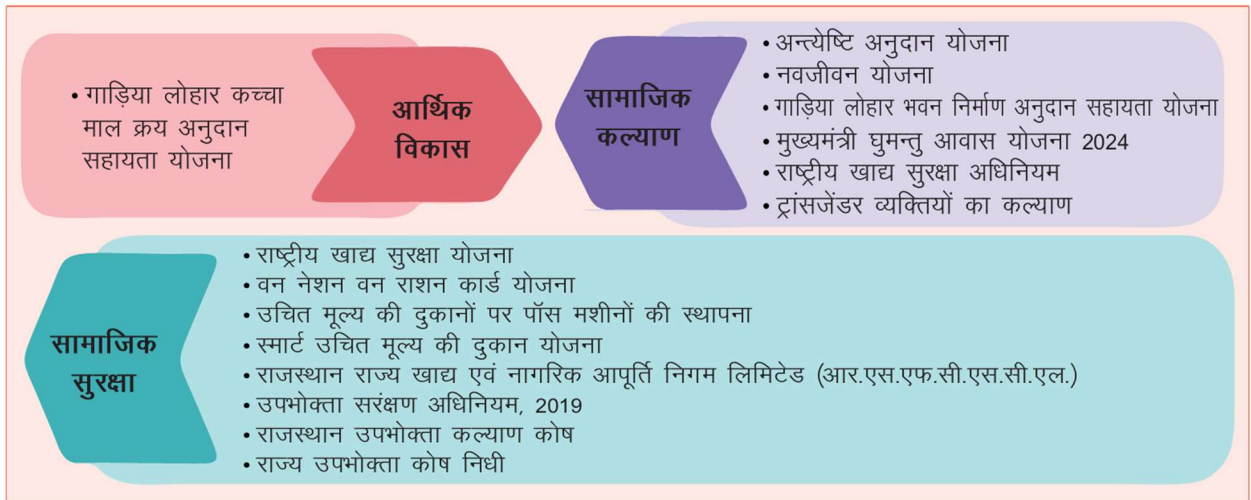 • गाड़िया लोहार कच्चा
माल क्रय अनुदान
सहायता योजना
आर्थिक
विकास
सामाजिक
कल्याण
• अन्त्येष्टि अनुदान योजना
• नवजीवन योजना
• गाड़िया लोहार भवन निर्माण अनुदान सहायता योजना
• मुख्यमंत्री घुमन्तु आवास योजना 2024
• राष्ट्रीय खाद्य सुरक्षा अधिनियम
• ट्रांसजेंडर व्यक्तियों का कल्याण
सामाजिक
सुरक्षा
• राष्ट्रीय खाद्य सुरक्षा योजना
• वन नेशन वन राशन कार्ड योजना
• उचित मूल्य की दुकानों पर पॉस मशीनों की स्थापना
• स्मार्ट उचित मूल्य की दुकान योजना
• राजस्थान राज्य खाद्य एवं नागरिक आपूर्ति निगम लिमिटेड (आर.एस.एफ.सी.एस.सी.एल.)
• उपभोक्ता सरंक्षण अधिनियम, 2019
• राजस्थान उपभोक्ता कल्याण कोष
• राज्य उपभोक्ता कोष निधी